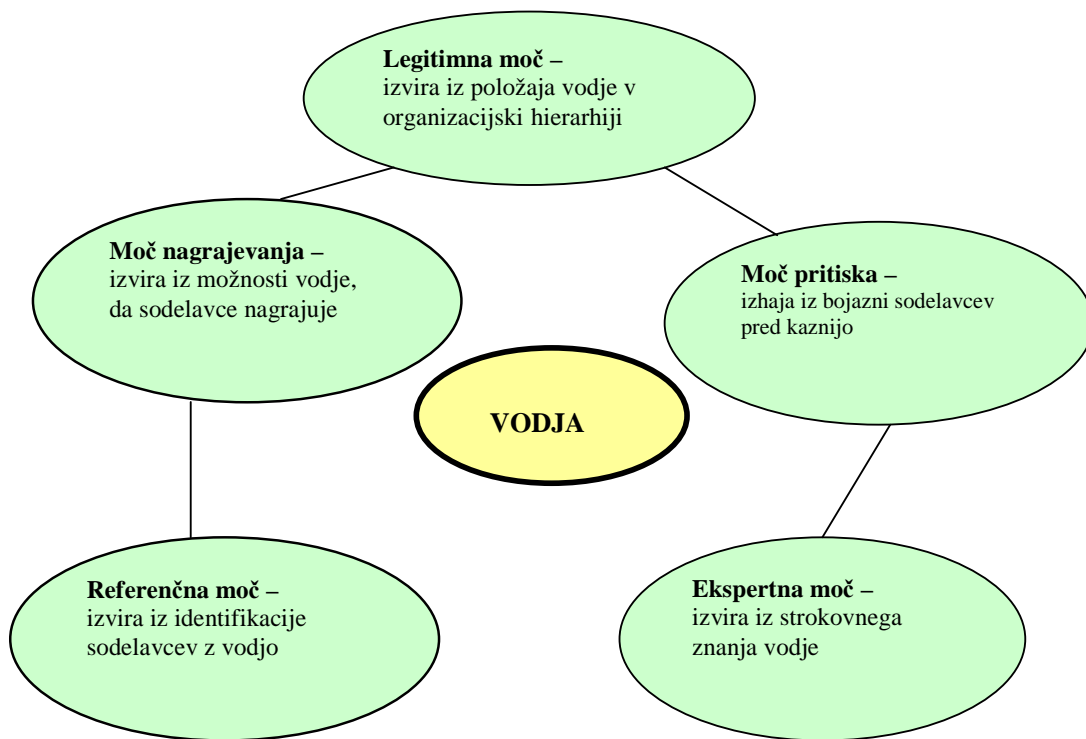 Legitimna moč –
izvira iz položaja vodje v
organizacijski hierarhiji
Moč nagrajevanja –
izvira iz možnosti vodje,
da sodelavce nagrajuje
Moč pritiska –
izhaja iz bojazni sodelavcev
pred kaznijo
VODJA
Referenčna moč –
izvira iz identifikacije
sodelavcev z vodjo
Ekspertna moč –
izvira iz strokovnega
znanja vodje